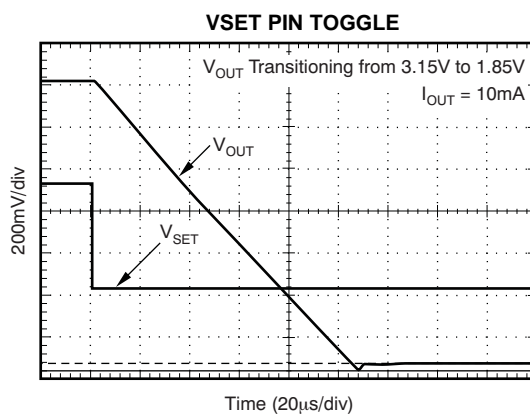 VSET PIN TOGGLE
VOUT Transitioning from 3.15V to 1.85V
IOUT = 10mA
VOUT
VSET
200mV/div
Time (20μs/div)